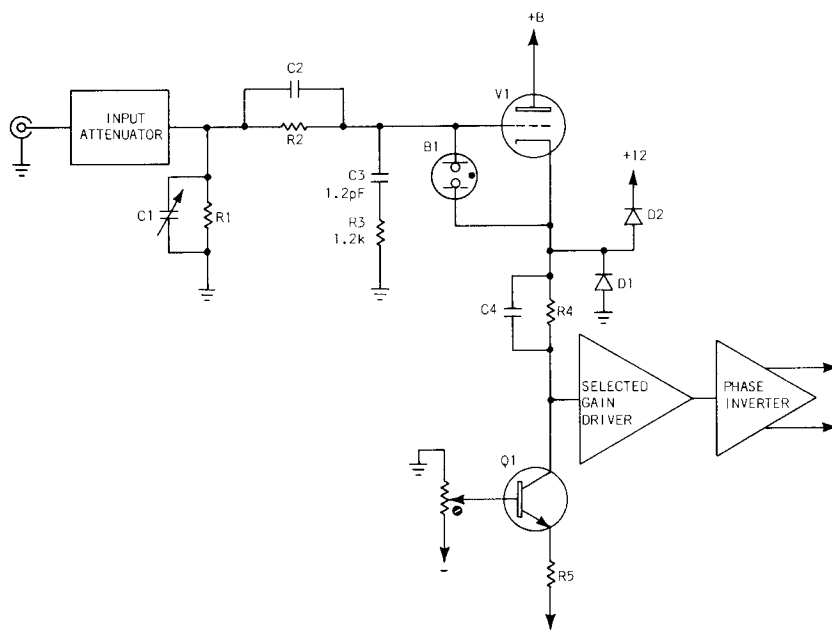 +B
C2
V1
INPUT
ATTENUATOR
R2
B1
+12
C3
1.2pF
D2
C1
R1
R3
1.2k
D1
C4
R4
SELECTED
GAIN
DRIVER
PHASE
INVERTER
Q1
-
R5